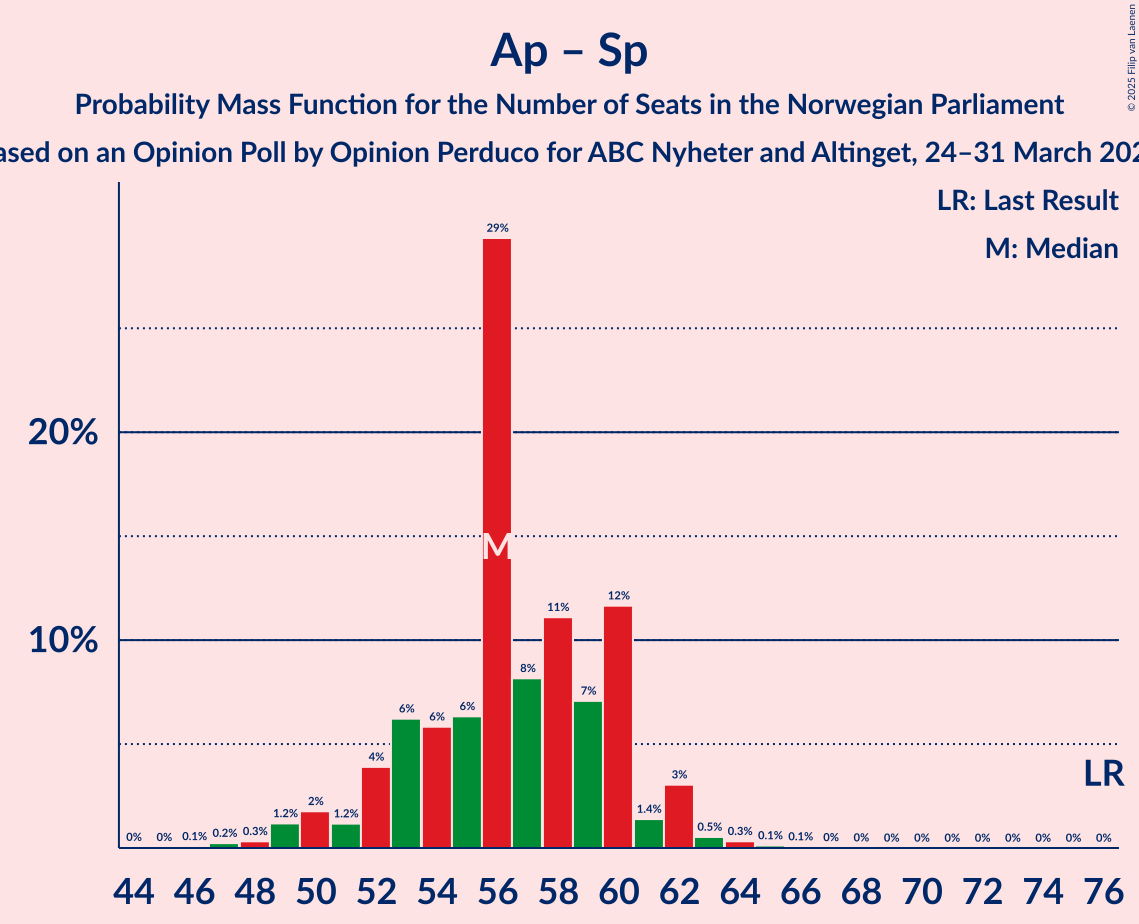 © 2025 Filip van Laenen
Ap – Sp
Probability Mass Function for the Number of Seats in the Norwegian Parliament
ased on an Opinion Poll by Opinion Perduco for ABC Nyheter and Altinget, 24–31 March 202
LR: Last Result
M: Median
29%
20%
M
12%
11%
10%
8%
7%
6% 6% 6%
4%
3%
LR
0% 0% 0.1% 0.2% 0.3% 1.2% 2% 1.2% 1.4% 0.5% 0.3% 0.1% 0.1% 0% 0% 0% 0% 0% 0% 0% 0% 0% 0%
44 46 48 50 52 54 56 58 60 62 64 66 68 70 72 74 76